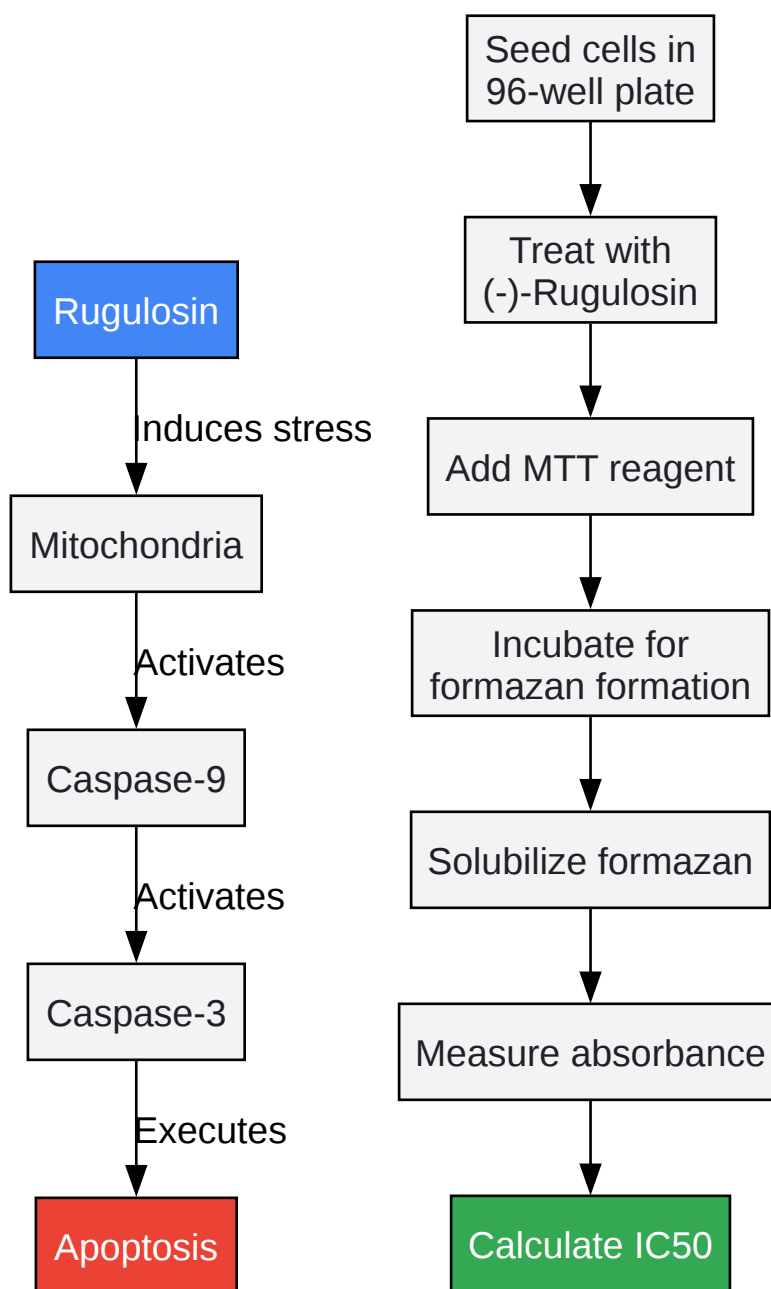 Rugulosin
Induces stress
Mitochondria
Activates
Caspase-9
Activates
Caspase-3
Executes
Apoptosis
Seed cells in
96-well plate
Treat with
(-)-Rugulosin
Add MTT reagent
Incubate for
formazan formation
Solubilize formazan
Measure absorbance
Calculate IC50